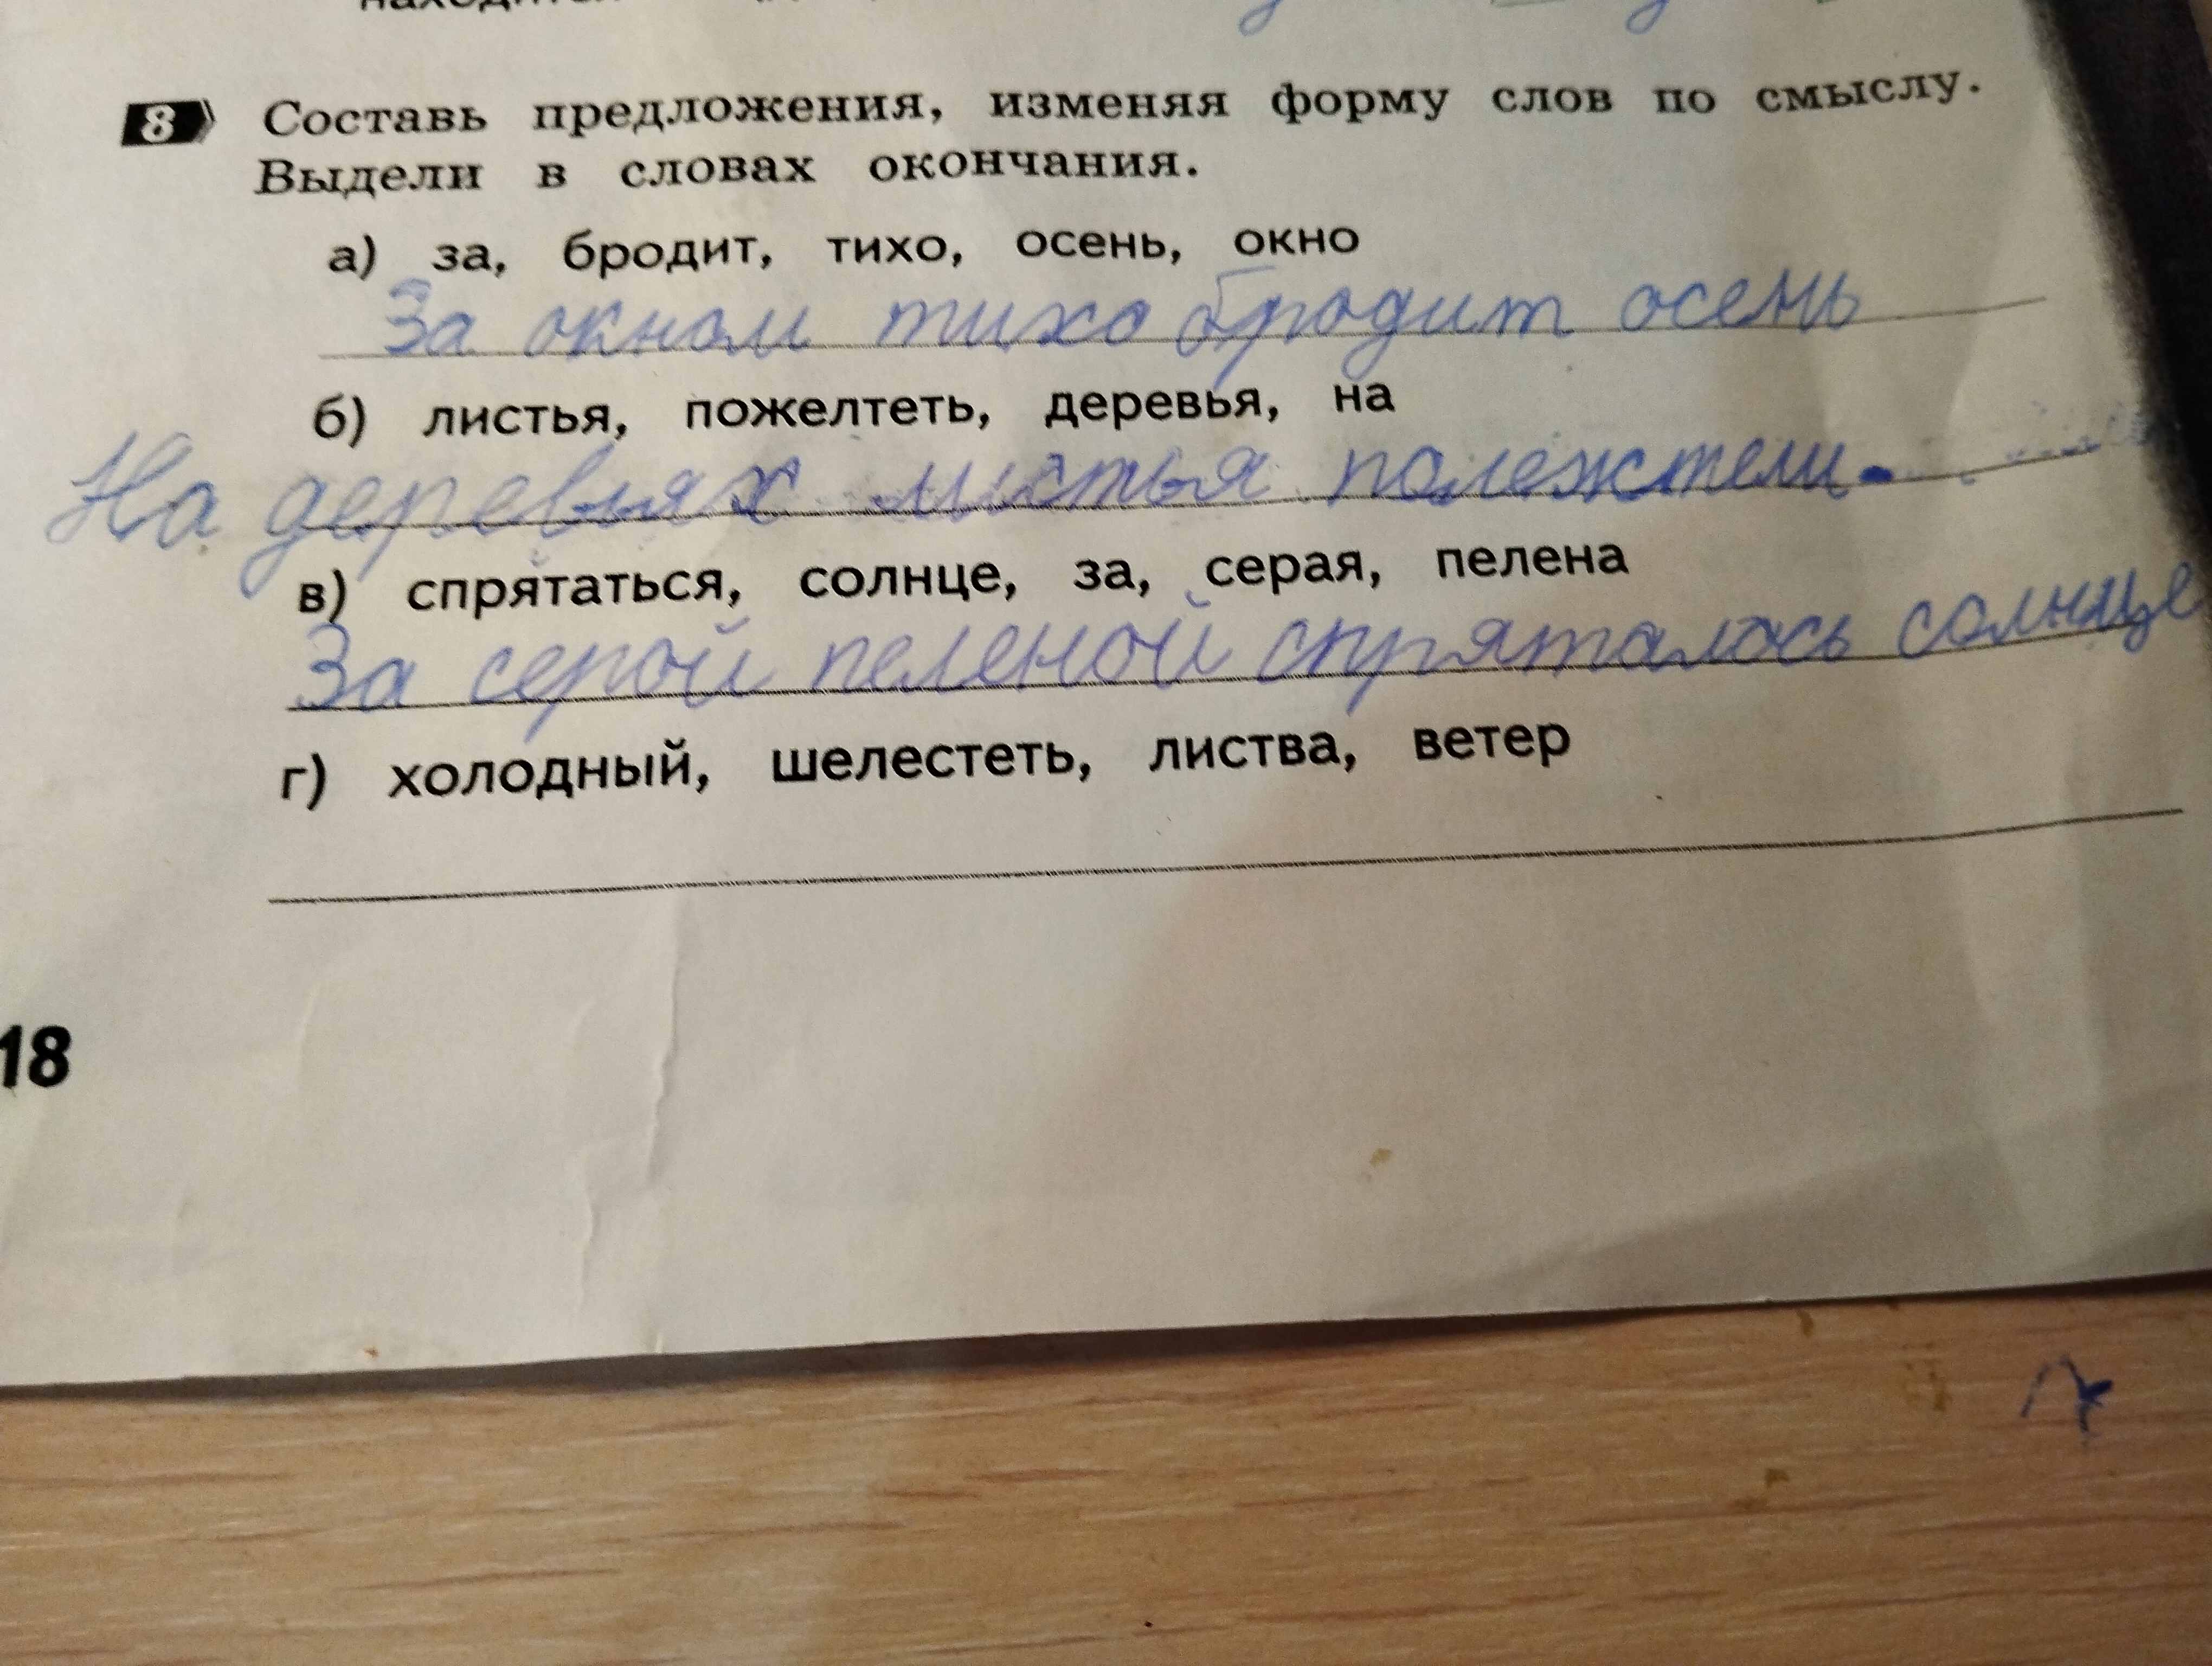 8 Составь предложения, изменяя форму слов по смыслу.
Выдели в словах окончания.
а) за, бродит, тихо, осень, окно
За окном тихо бродит осень
б) листья, пожелтеть, деревья, на
На деревьях листья полежтели.
в) спрятаться, солнце, за, серая, пелена
За серой пеленой спряталось солнце
г) холодный, шелестеть, листва, ветер
18